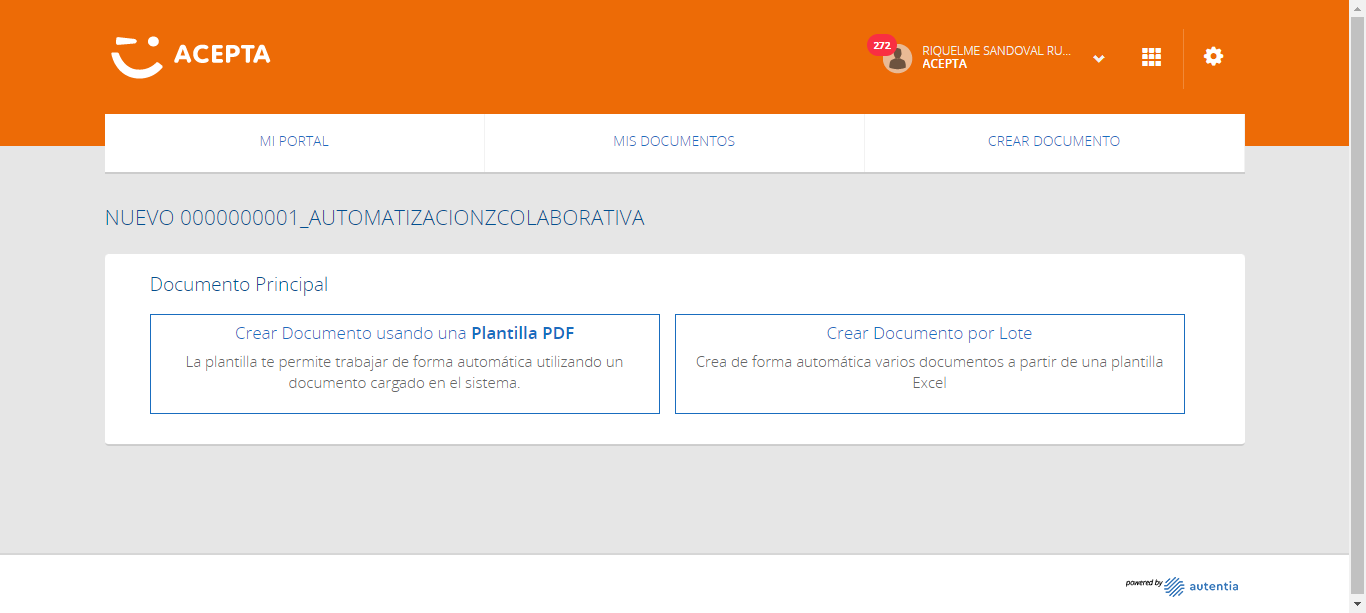 ACEPTA
272
RIQUELME SANDOVAL RU...
ACEPTA
MI PORTAL
MIS DOCUMENTOS
CREAR DOCUMENTO
NUEVO 0000000001_AUTOMATIZACIONZCOLABORATIVA
Documento Principal
Crear Documento usando una Plantilla PDF
La plantilla te permite trabajar de forma automática utilizando un
documento cargado en el sistema.
Crear Documento por Lote
Crea de forma automática varios documentos a partir de una plantilla
Excel
powered by autentia